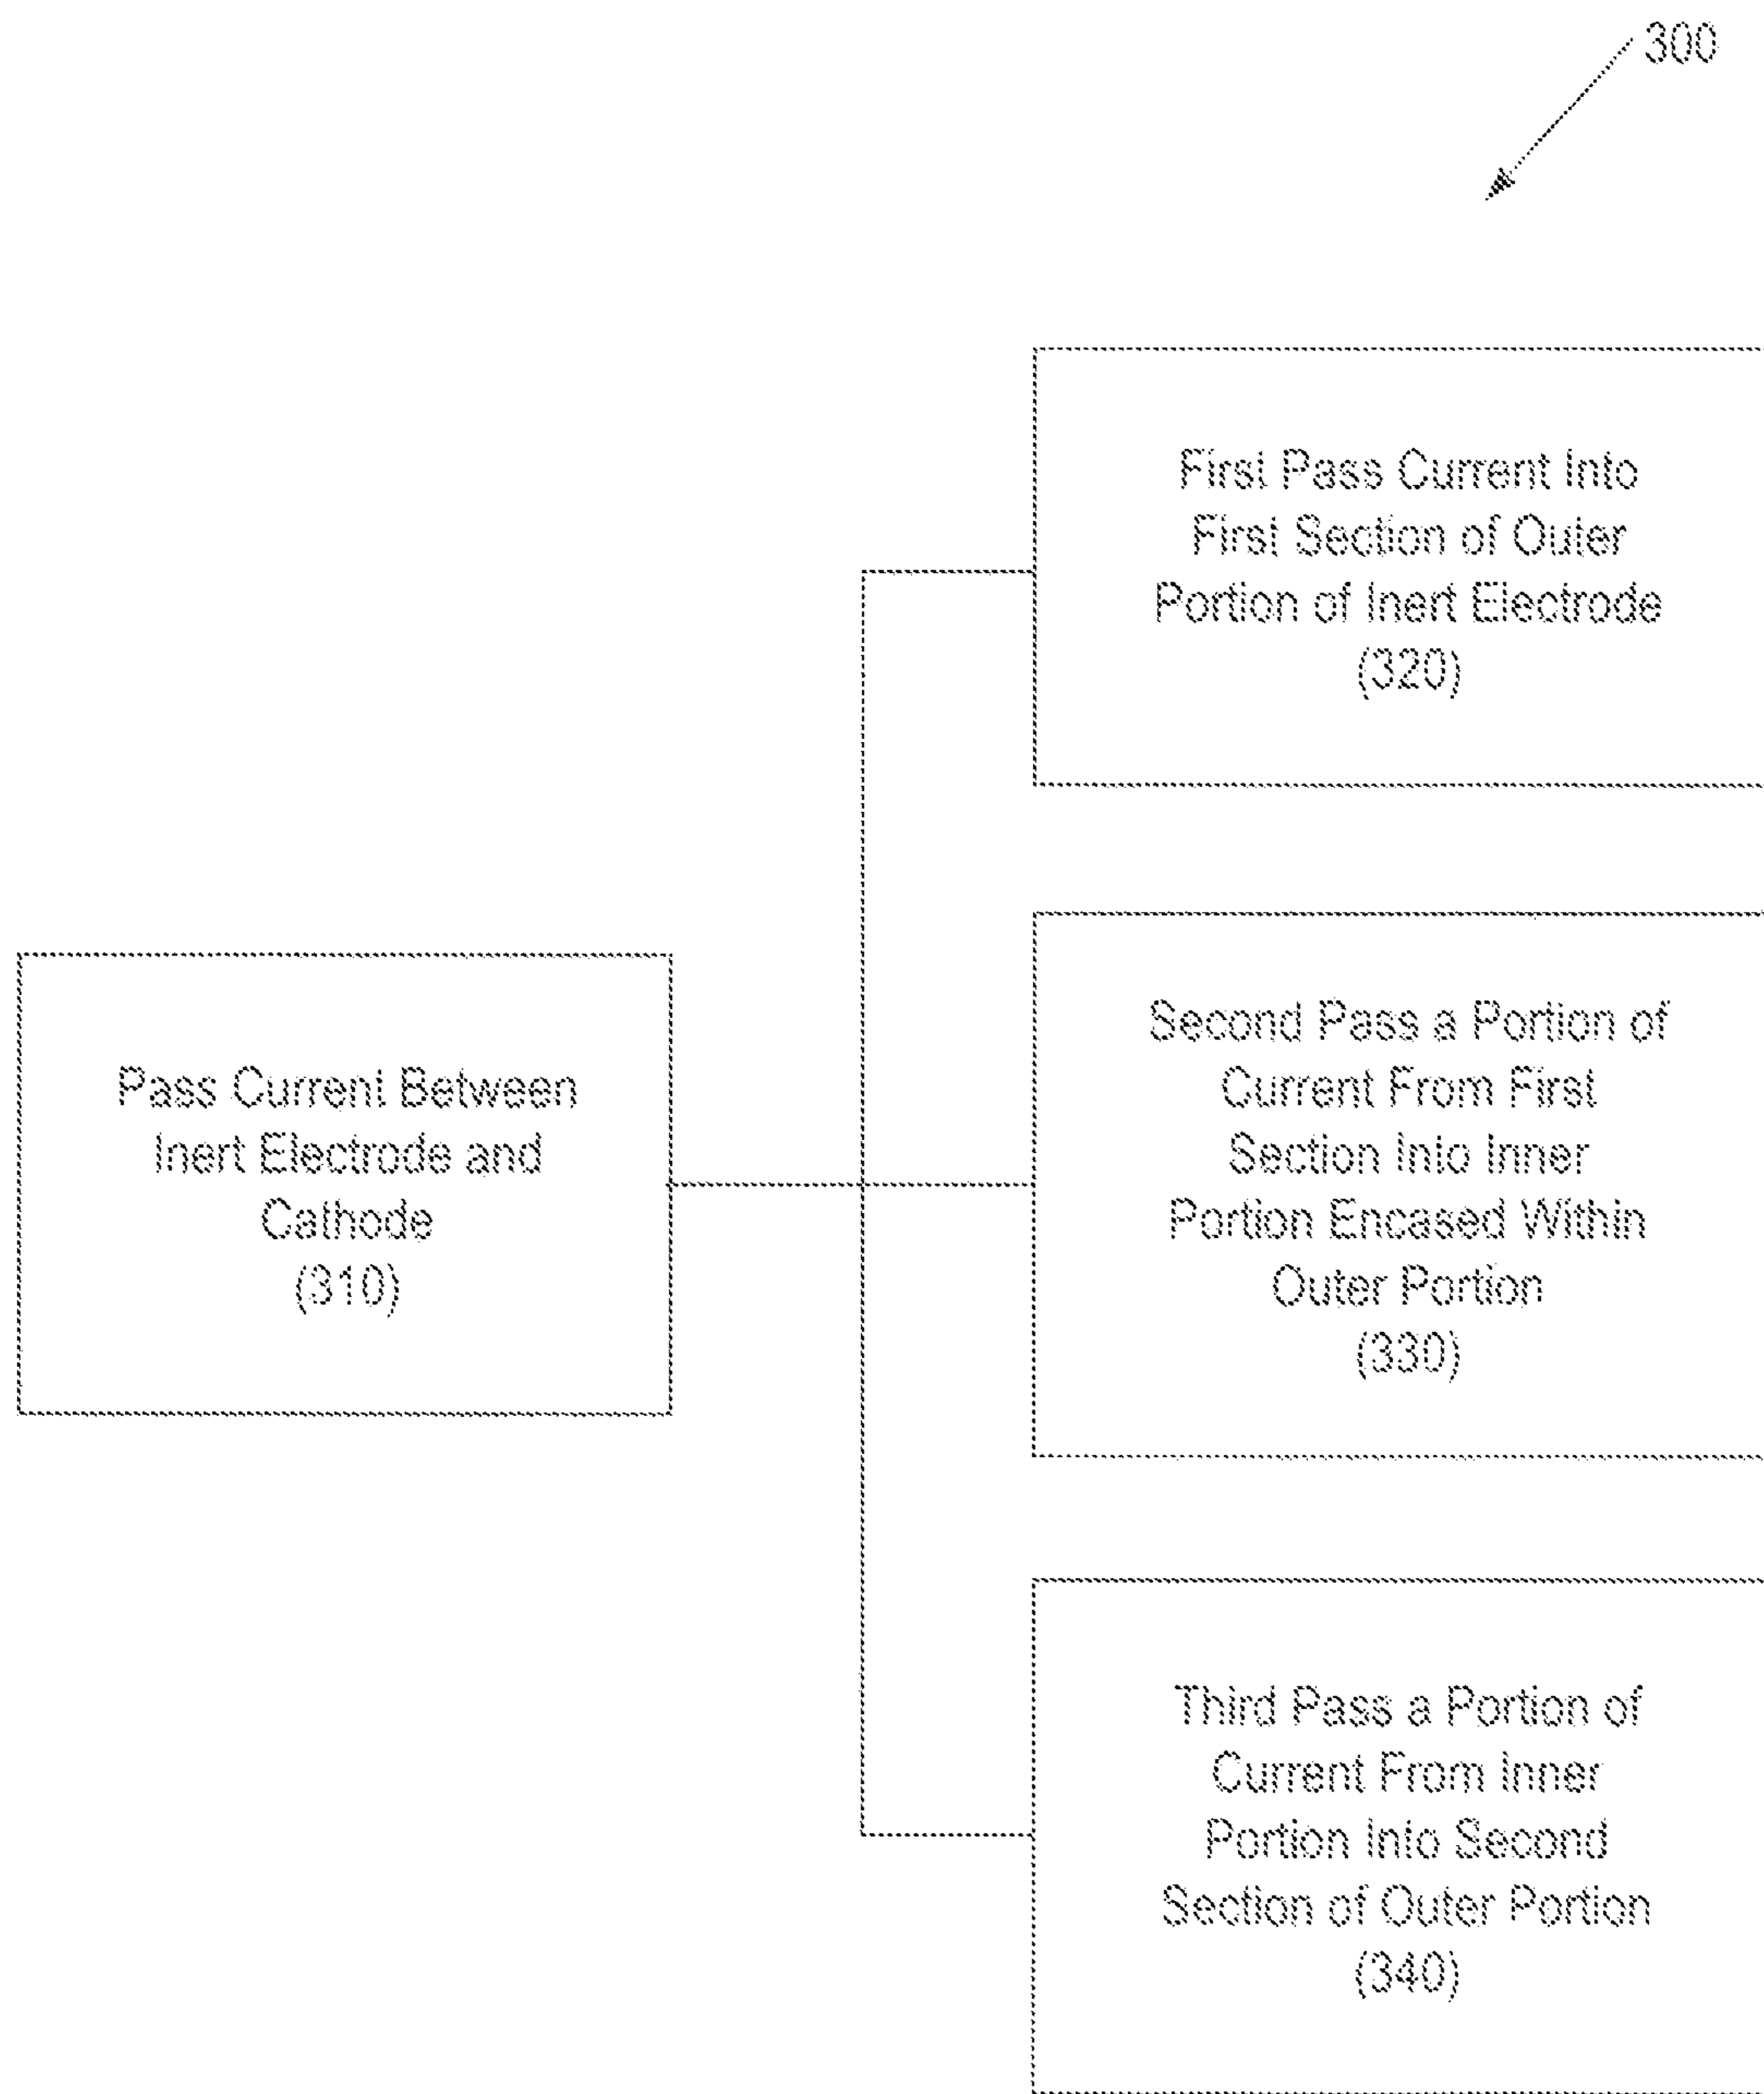 300
First Pass Current Into
First Section of Outer
Portion of Inert Electrode
(320)
Second Pass a Portion of
Current From First
Section Into Inner
Portion Encased Within
Outer Portion
(330)
Pass Current Between
Inert Electrode and
Cathode
(310)
Third Pass a Portion of
Current From Inner
Portion Into Second
Section of Outer Portion
(340)